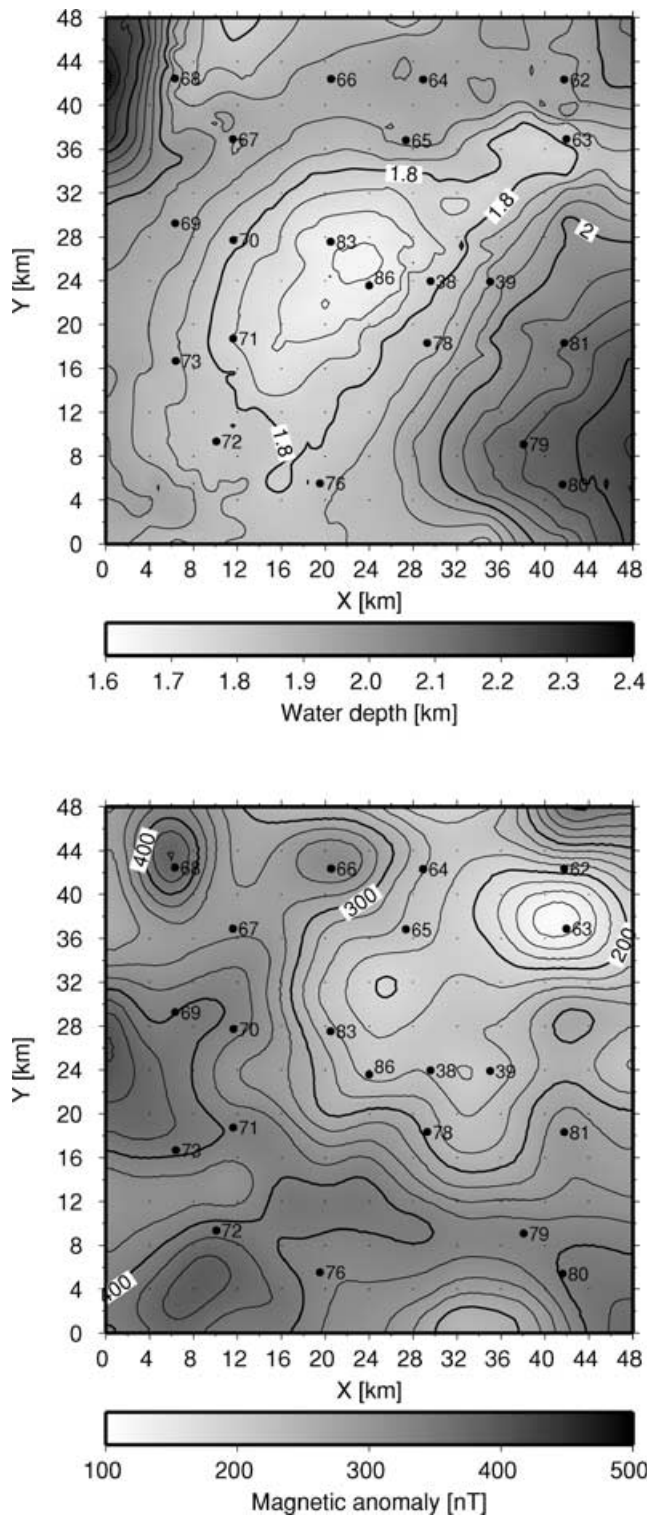 48
44
40
36
32
28
24
20
16
12
8
4
0
Y [km]
68 66 64 62
67 65 63
1.8
1.8
69 70 83
2
86 38 39
71 78 81
73
72 1.8 79
76 80
0 4 8 12 16 20 24 28 32 36 40 44 48
X [km]
1.6 1.7 1.8 1.9 2.0 2.1 2.2 2.3 2.4
Water depth [km]
48
44
40
36
32
28
24
20
16
12
8
4
0
Y [km]
400
68 66 64 62
300
67 65 63
200
69 70 83
86 38 39
71 78 81
73
72 79
400 76 80
0 4 8 12 16 20 24 28 32 36 40 44 48
X [km]
100 200 300 400 500
Magnetic anomaly [nT]